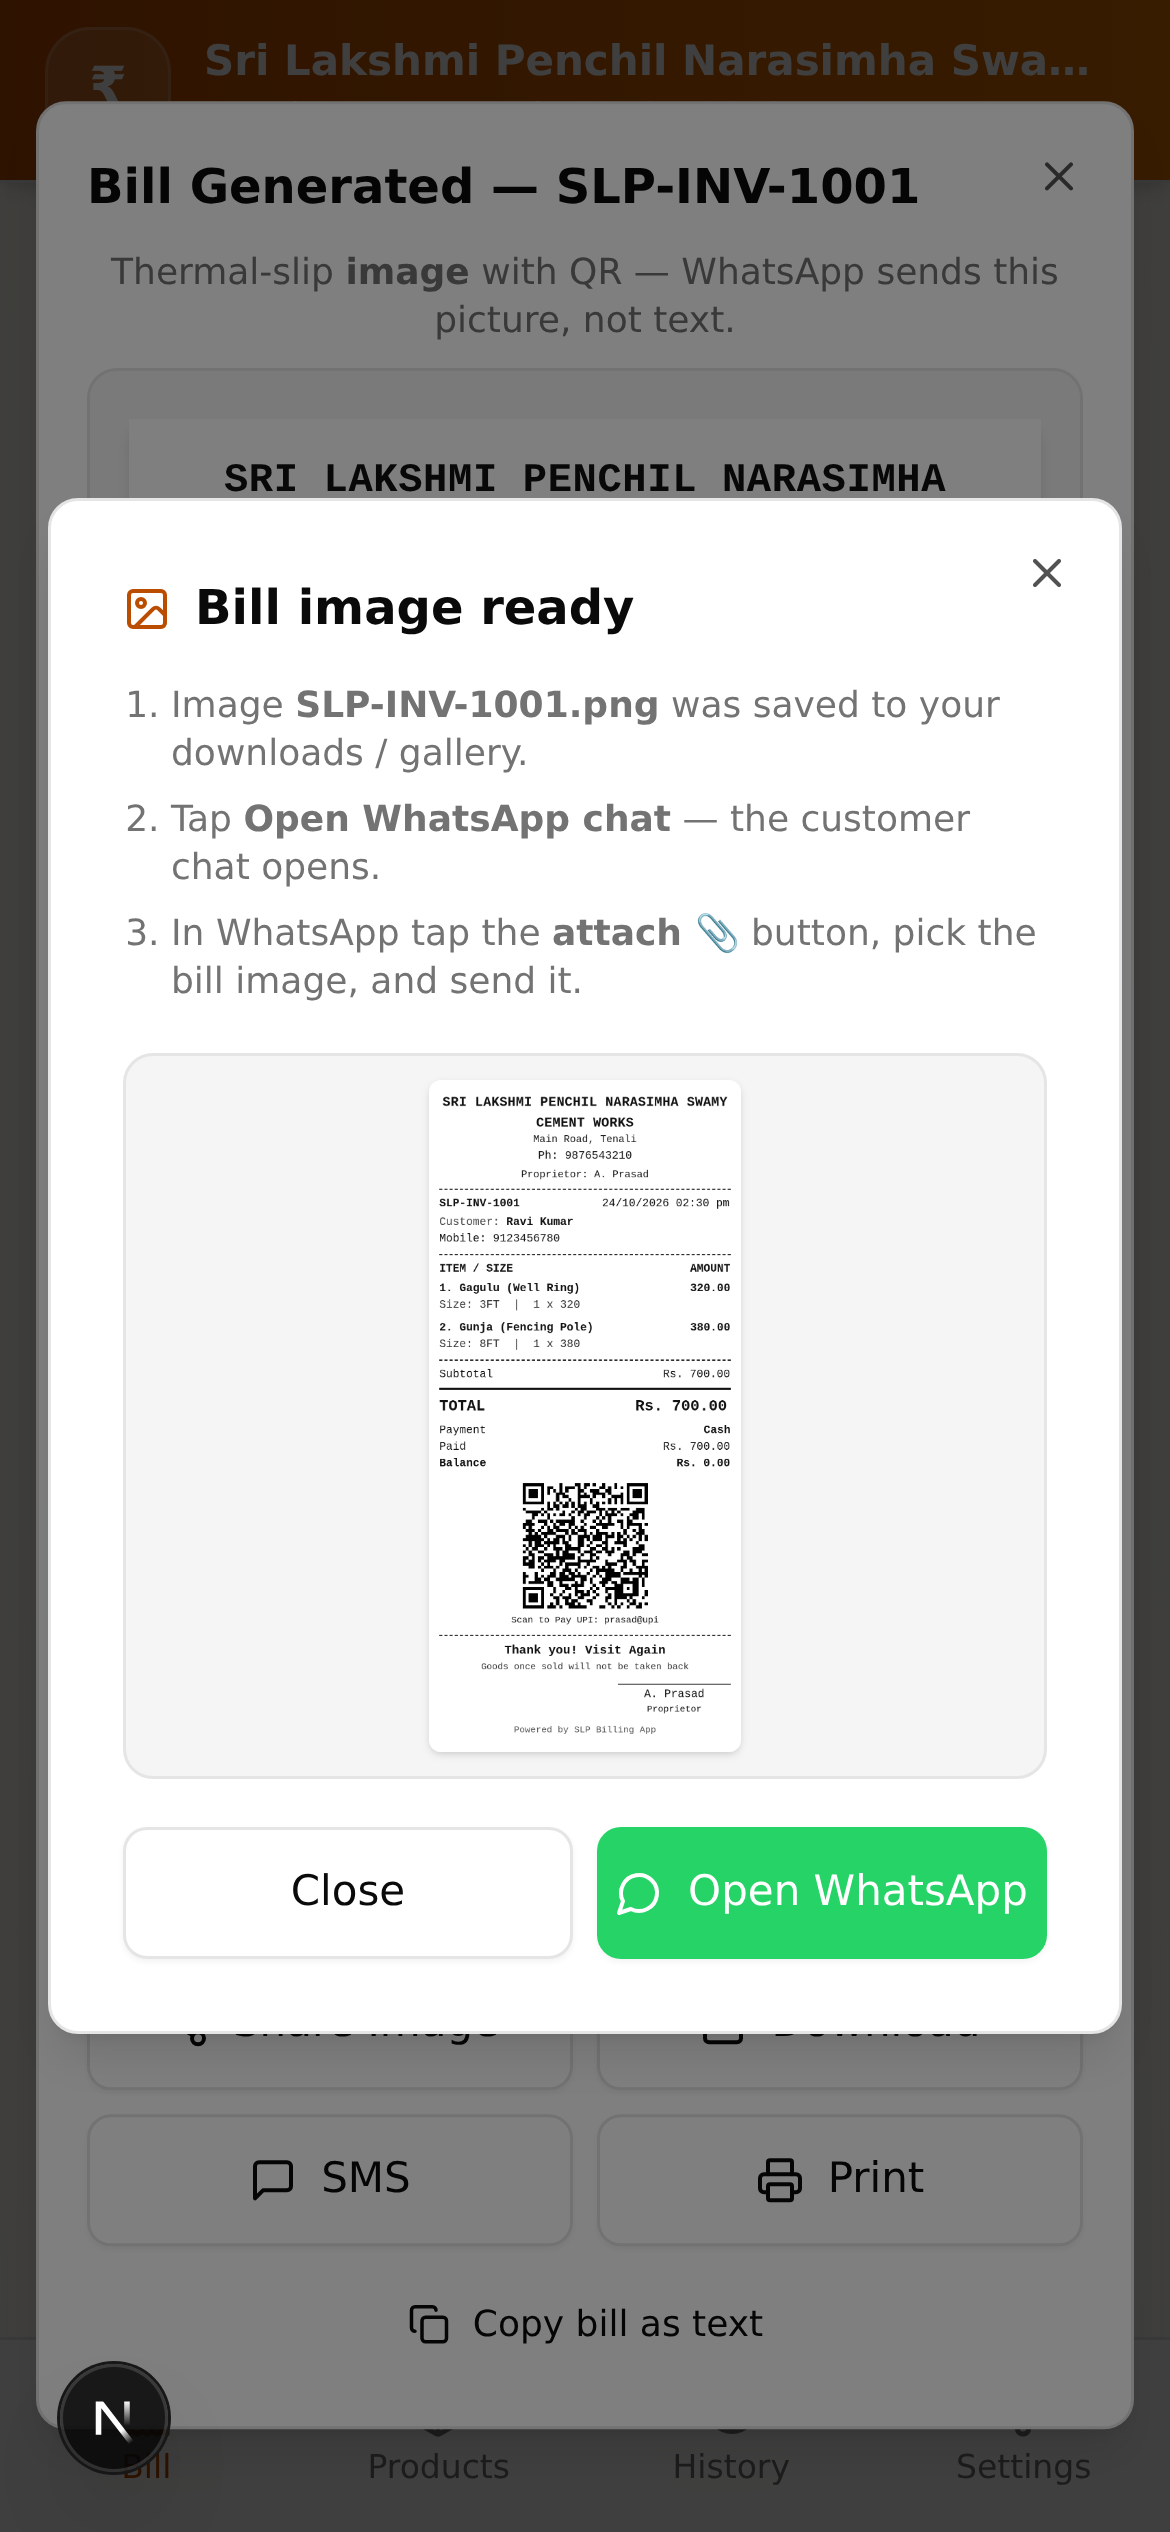 ₹
Sri Lakshmi Penchil Narasimha Swa...
Bill Generated — SLP-INV-1001
Thermal-slip image with QR — WhatsApp sends this
picture, not text.
SRI LAKSHMI PENCHIL NARASIMHA
Bill image ready
1. Image SLP-INV-1001.png was saved to your
downloads / gallery.
2. Tap Open WhatsApp chat — the customer
chat opens.
3. In WhatsApp tap the attach 📎 button, pick the
bill image, and send it.
SRI LAKSHMI PENCHIL NARASIMHA SWAMY
CEMENT WORKS
Main Road, Tenali
Ph: 9876543210
Proprietor: A. Prasad
SLP-INV-1001 24/10/2026 02:30 pm
Customer: Ravi Kumar
Mobile: 9123456780
ITEM / SIZE AMOUNT
1. Gagulu (Well Ring) 320.00
Size: 3FT | 1 x 320
2. Gunja (Fencing Pole) 380.00
Size: 8FT | 1 x 380
Subtotal Rs. 700.00
TOTAL Rs. 700.00
Payment Cash
Paid Rs. 700.00
Balance Rs. 0.00
Scan to Pay UPI: prasad@upi
Thank you! Visit Again
Goods once sold will not be taken back
A. Prasad
Proprietor
Powered by SLP Billing App
Close Open WhatsApp
Share Image Download
SMS Print
Copy bill as text
N
Bill Products History Settings